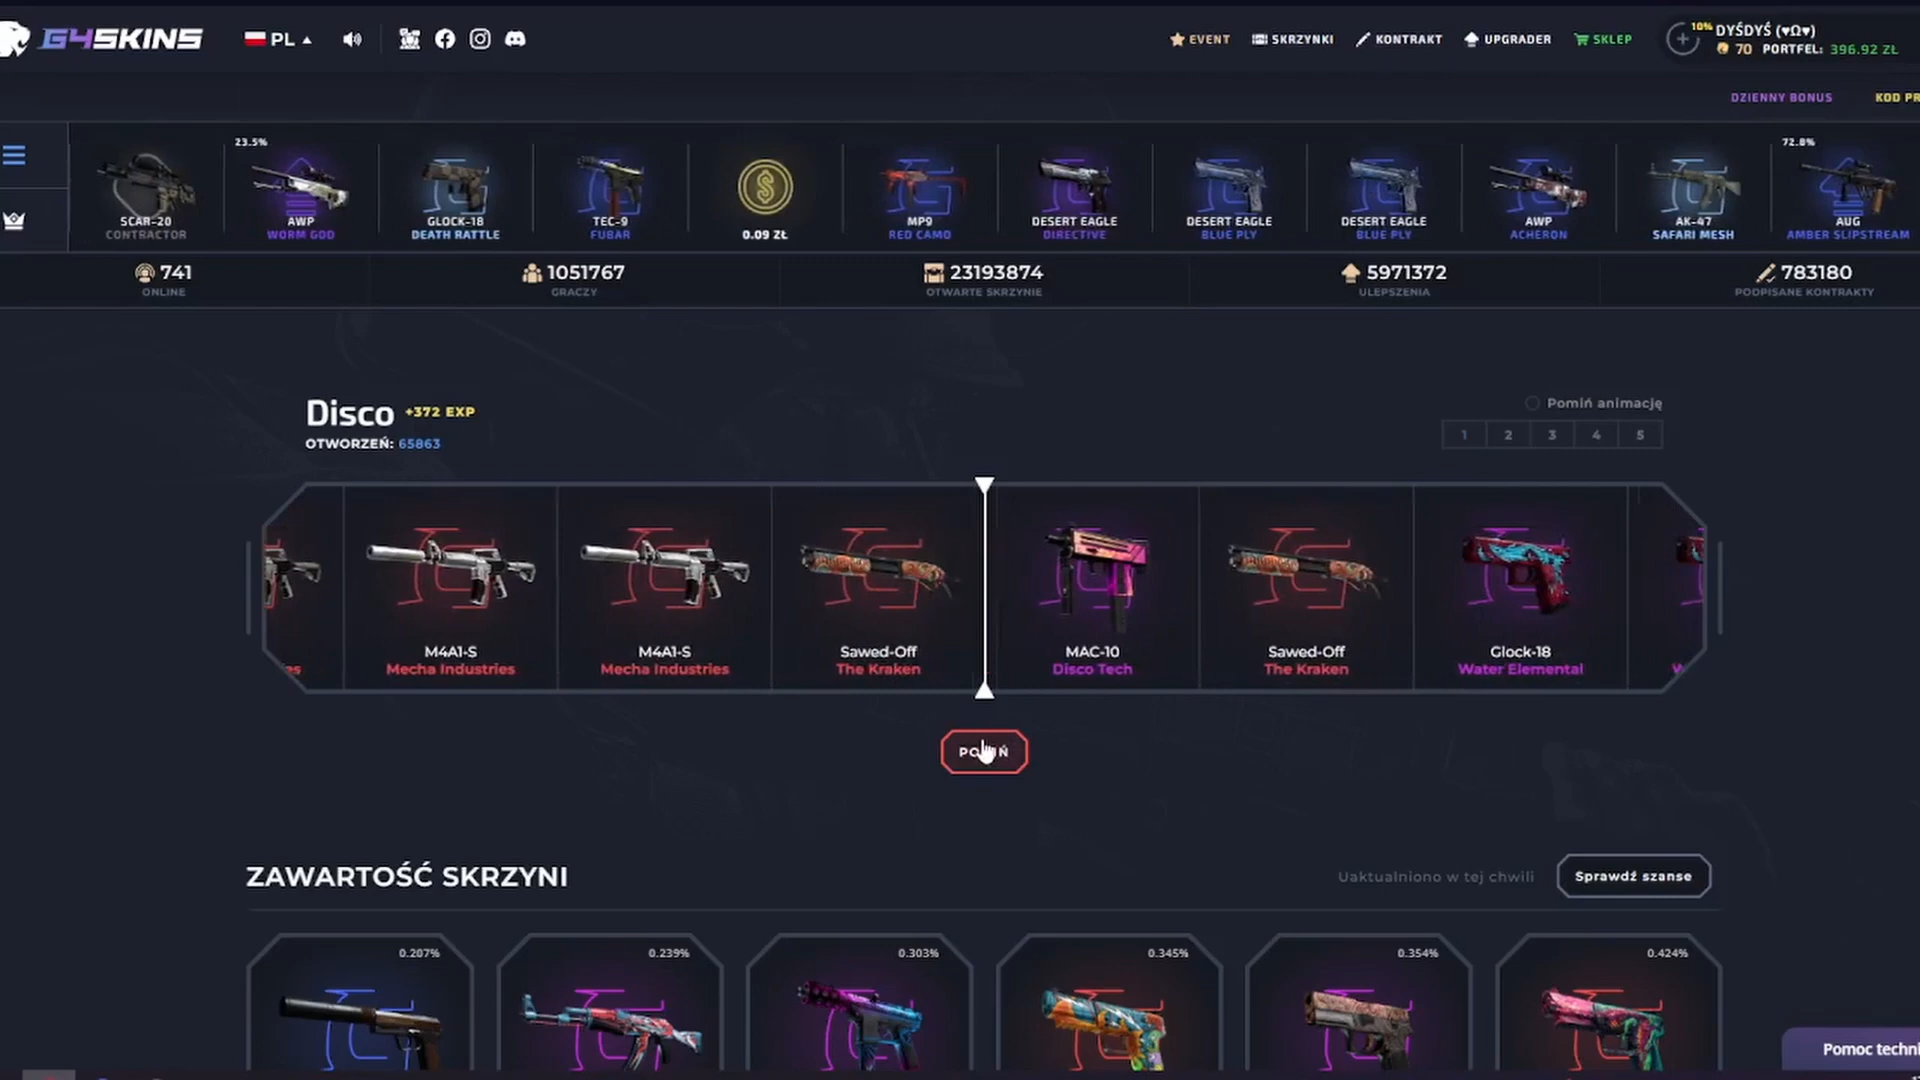 G4SKINS
PL
EVENT
SKRZYNKI
KONTRAKT
UPGRADER
SKLEP
10%
DYŚDYŚ (♥Ω♥)
70 PORTFEL: 396.92 ZŁ
DZIENNY BONUS
KOD PR
SCAR-20
CONTRACTOR
23.5%
AWP
WORM GOD
GLOCK-18
DEATH RATTLE
TEC-9
FUBAR
0.09 ZŁ
MP9
RED CAMO
DESERT EAGLE
DIRECTIVE
DESERT EAGLE
BLUE PLY
DESERT EAGLE
BLUE PLY
AWP
ACHERON
AK-47
SAFARI MESH
72.8%
AUG
AMBER SLIPSTREAM
741
ONLINE
1051767
GRACZY
23193874
OTWARTE SKRZYNIE
5971372
ULEPSZENIA
783180
PODPISANE KONTRAKTY
Disco +372 EXP
OTWORZEŃ: 65863
Pomiń animację
1 2 3 4 5
es
M4A1-S
Mecha Industries
M4A1-S
Mecha Industries
Sawed-Off
The Kraken
MAC-10
Disco Tech
Sawed-Off
The Kraken
Glock-18
Water Elemental
W
ZAWARTOŚĆ SKRZYNI
Uaktualniono w tej chwili
Sprawdź szanse
0.207%
0.239%
0.303%
0.345%
0.354%
0.424%
Pomoc techni